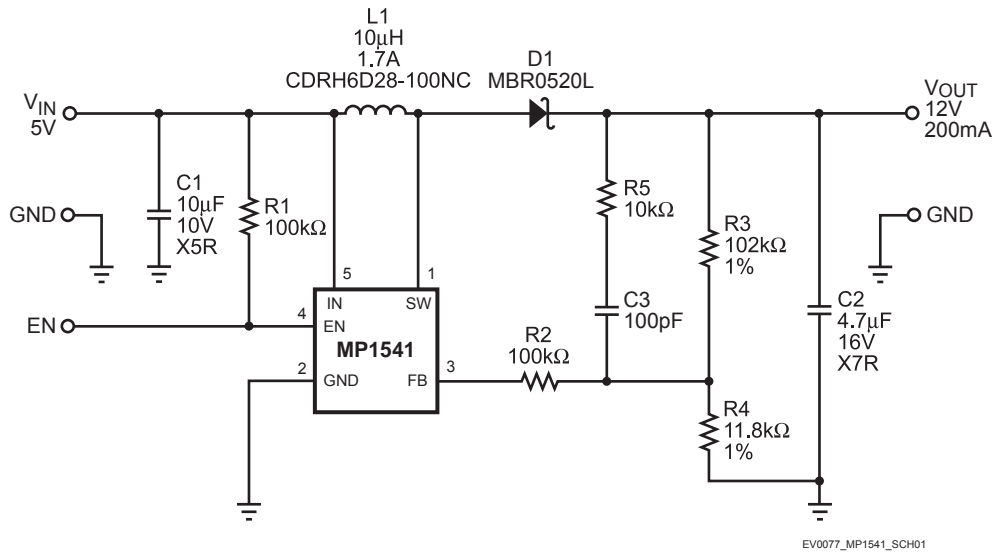 L1
10μH
1.7A
CDRH6D28-100NC
D1
MBR0520L
VIN
5V
VOUT
12V
200mA
C1
10μF
10V
X5R
R1
100kΩ
R5
10kΩ
R3
102kΩ
1%
GND
GND
5
1
IN
SW
4
EN
EN
MP1541
2
GND
FB
3
R2
100kΩ
C3
100pF
C2
4.7μF
16V
X7R
R4
11.8kΩ
1%
EV0077_MP1541_SCH01